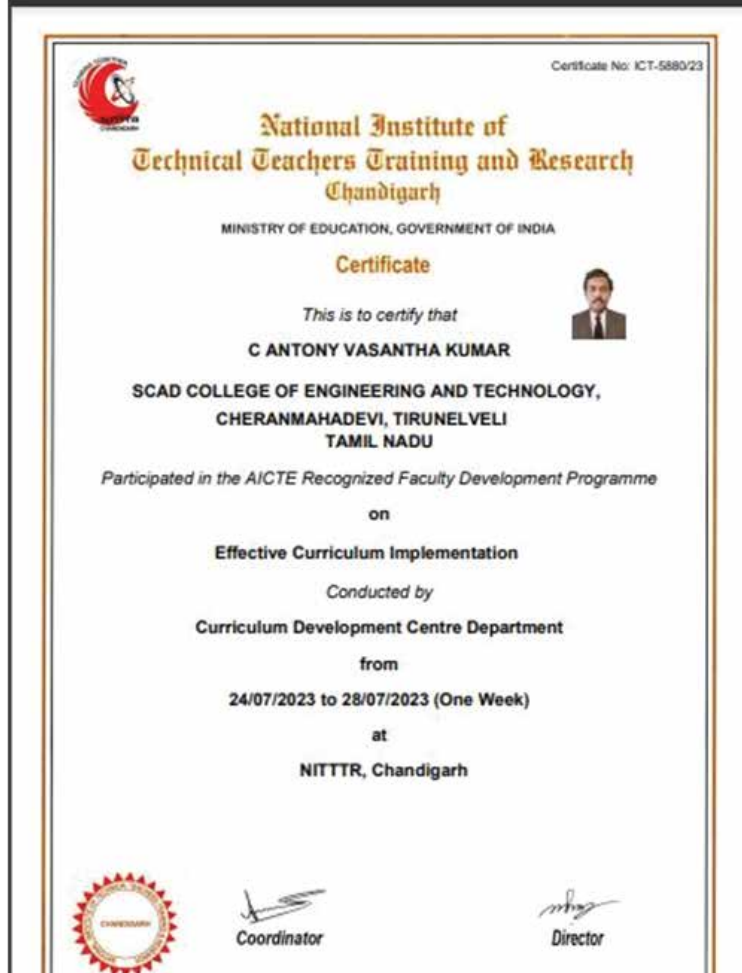 Certificate No: ICT-5880/23
NITTTR
CHANDIGARH
National Institute of
Technical Teachers Training and Research
Chandigarh
MINISTRY OF EDUCATION, GOVERNMENT OF INDIA
Certificate
This is to certify that
C ANTONY VASANTHA KUMAR
SCAD COLLEGE OF ENGINEERING AND TECHNOLOGY,
CHERANMAHADEVI, TIRUNELVELI
TAMIL NADU
Participated in the AICTE Recognized Faculty Development Programme
on
Effective Curriculum Implementation
Conducted by
Curriculum Development Centre Department
from
24/07/2023 to 28/07/2023 (One Week)
at
NITTTR, Chandigarh
CHANDIGARH
Coordinator
Director